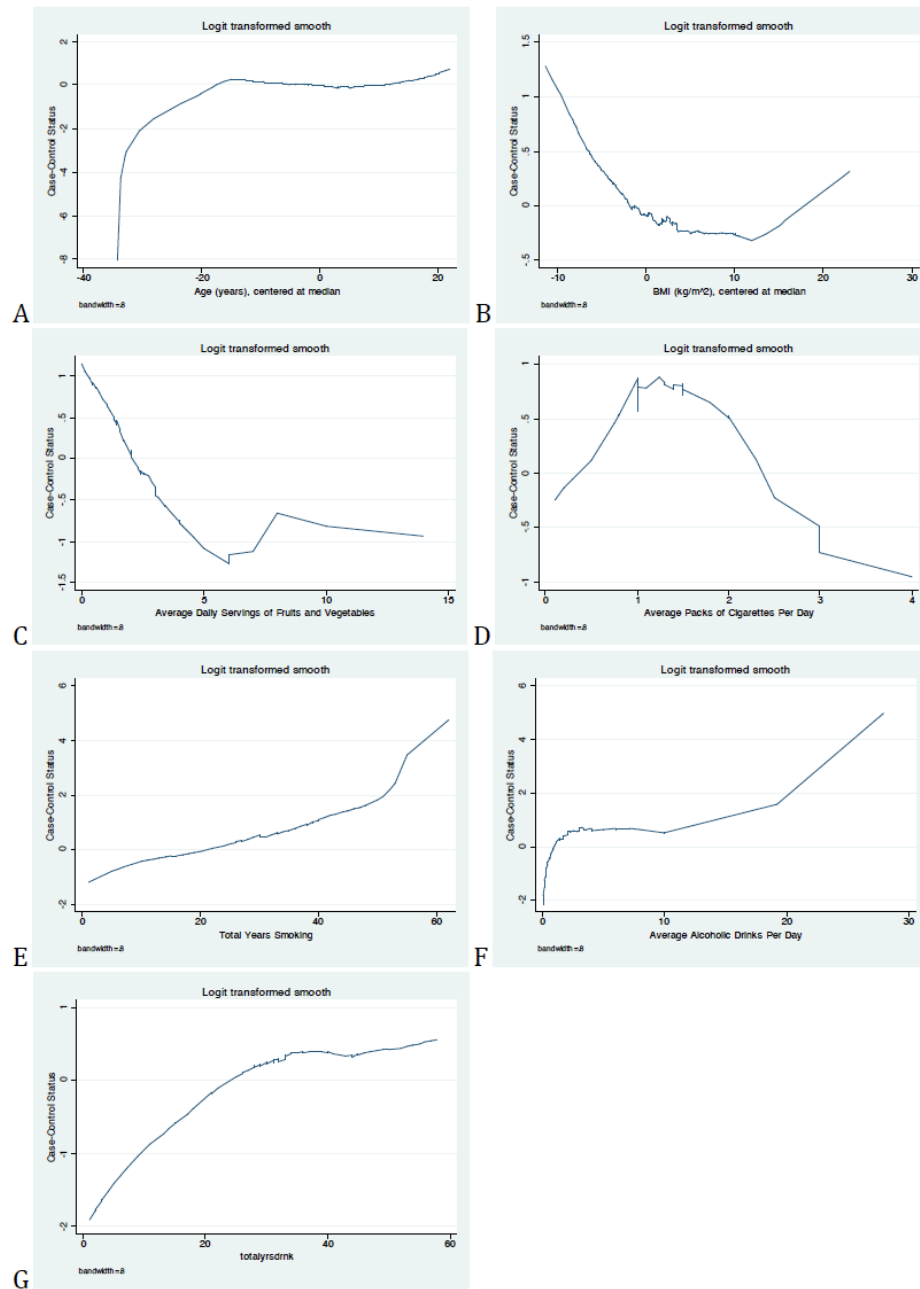 Logit transformed smooth
Case-Control Status
2
0
-2
-4
-6
-8
-40 -20 0 20
Age (years), centered at median
bandwidth = .8
A
Logit transformed smooth
Case-Control Status
1.5
1
.5
0
-.5
-10 0 10 20 30
BMI (kg/m^2), centered at median
bandwidth = .8
B
Logit transformed smooth
Case-Control Status
1
.5
0
-.5
-1
-1.5
0 5 10 15
Average Daily Servings of Fruits and Vegetables
bandwidth = .8
C
Logit transformed smooth
Case-Control Status
1
.5
0
-.5
-1
0 1 2 3 4
Average Packs of Cigarettes Per Day
bandwidth = .8
D
Logit transformed smooth
Case-Control Status
6
4
2
0
-2
0 20 40 60
Total Years Smoking
bandwidth = .8
E
Logit transformed smooth
Case-Control Status
6
4
2
0
-2
0 10 20 30
Average Alcoholic Drinks Per Day
bandwidth = .8
F
Logit transformed smooth
Case-Control Status
1
0
-1
-2
0 20 40 60
totalyrsdrnk
bandwidth = .8
G